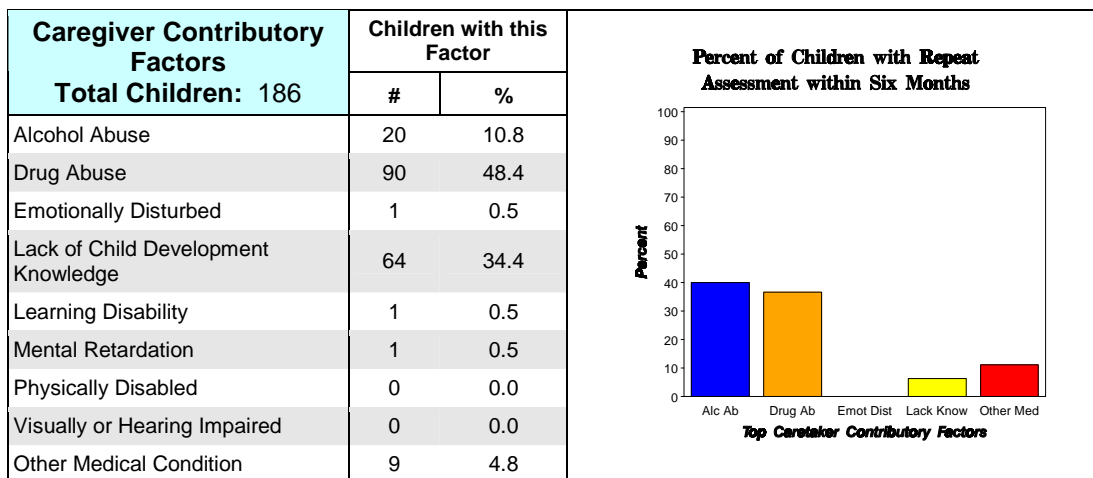 Caregiver Contributory
Factors
Total Children: 186
Children with this
Factor
# %
Alcohol Abuse 20 10.8
Drug Abuse 90 48.4
Emotionally Disturbed 1 0.5
Lack of Child Development
Knowledge 64 34.4
Learning Disability 1 0.5
Mental Retardation 1 0.5
Physically Disabled 0 0.0
Visually or Hearing Impaired 0 0.0
Other Medical Condition 9 4.8
Percent of Children with Repeat
Assessment within Six Months
Percent
100
90
80
70
60
50
40
30
20
10
0
Alc Ab Drug Ab Emot Dist Lack Know Other Med
Top Caretaker Contributory Factors